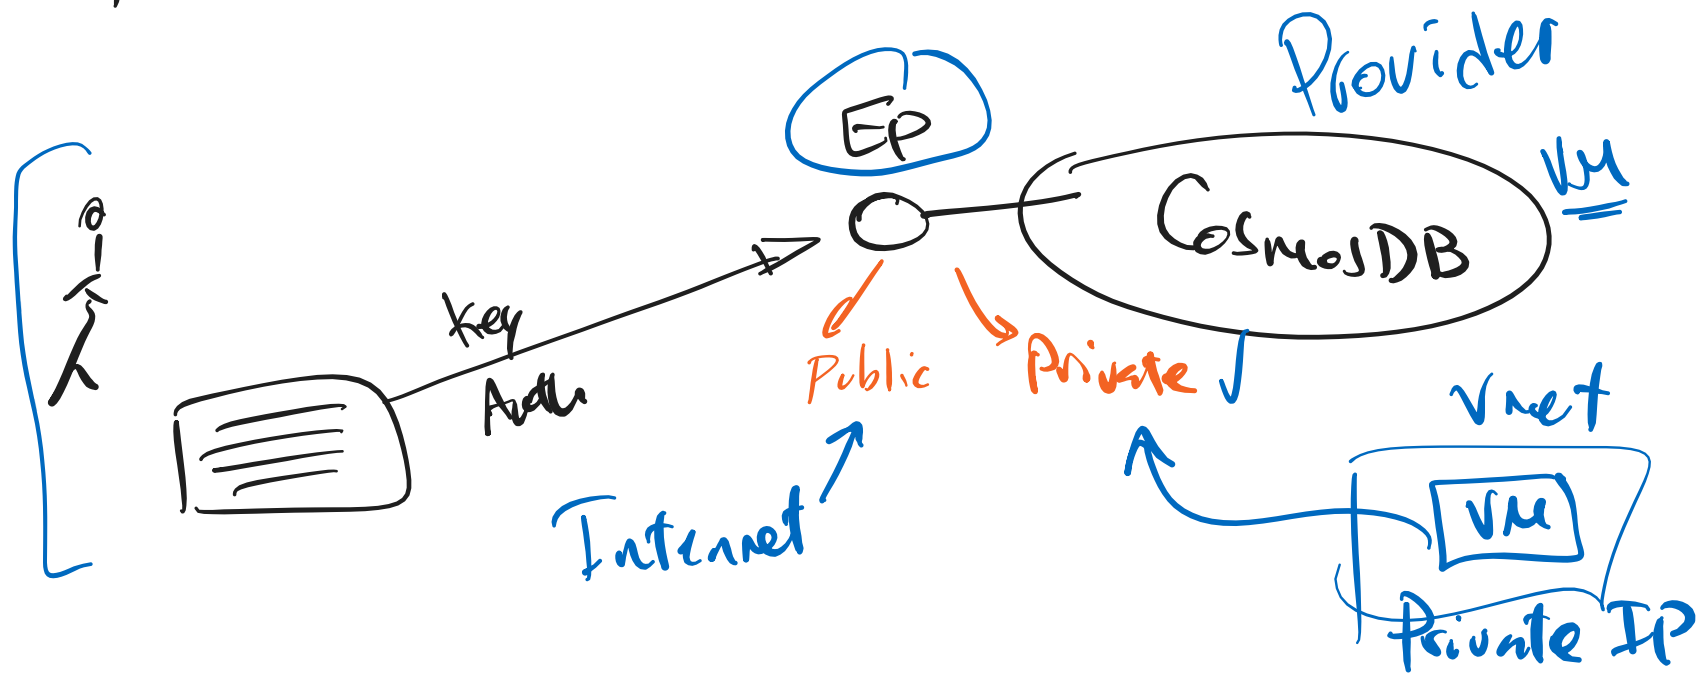 Provider
EP
VM
CosmosDB
Key
Auth
Public
Private
Vnet
Internet
VM
Private IP